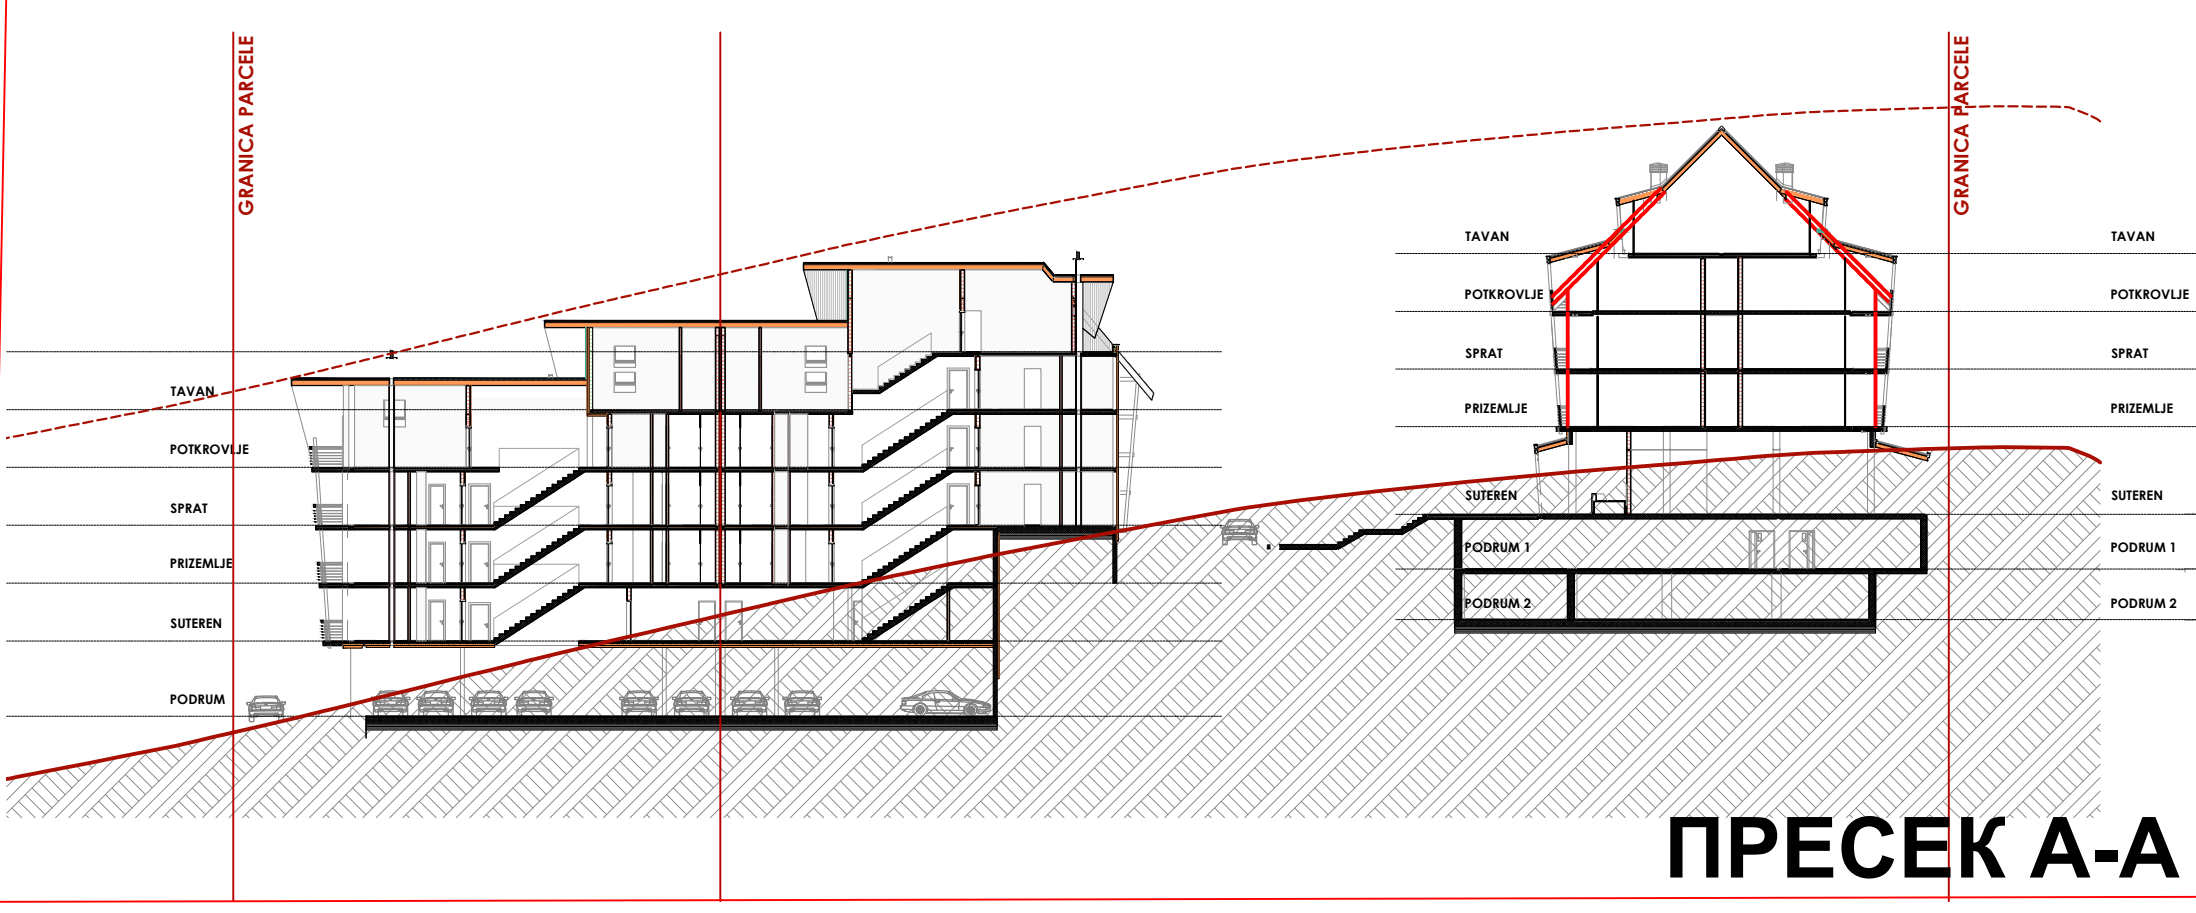 GRANICA PARCELE
GRANICA PARCELE
TAVAN
POTKROVLJE
SPRAT
PRIZEMLJE
SUTEREN
PODRUM
TAVAN
POTKROVLJE
SPRAT
PRIZEMLJE
SUTEREN
PODRUM 1
PODRUM 2
TAVAN
POTKROVLJE
SPRAT
PRIZEMLJE
SUTEREN
PODRUM 1
PODRUM 2
ПРЕСЕК А-А